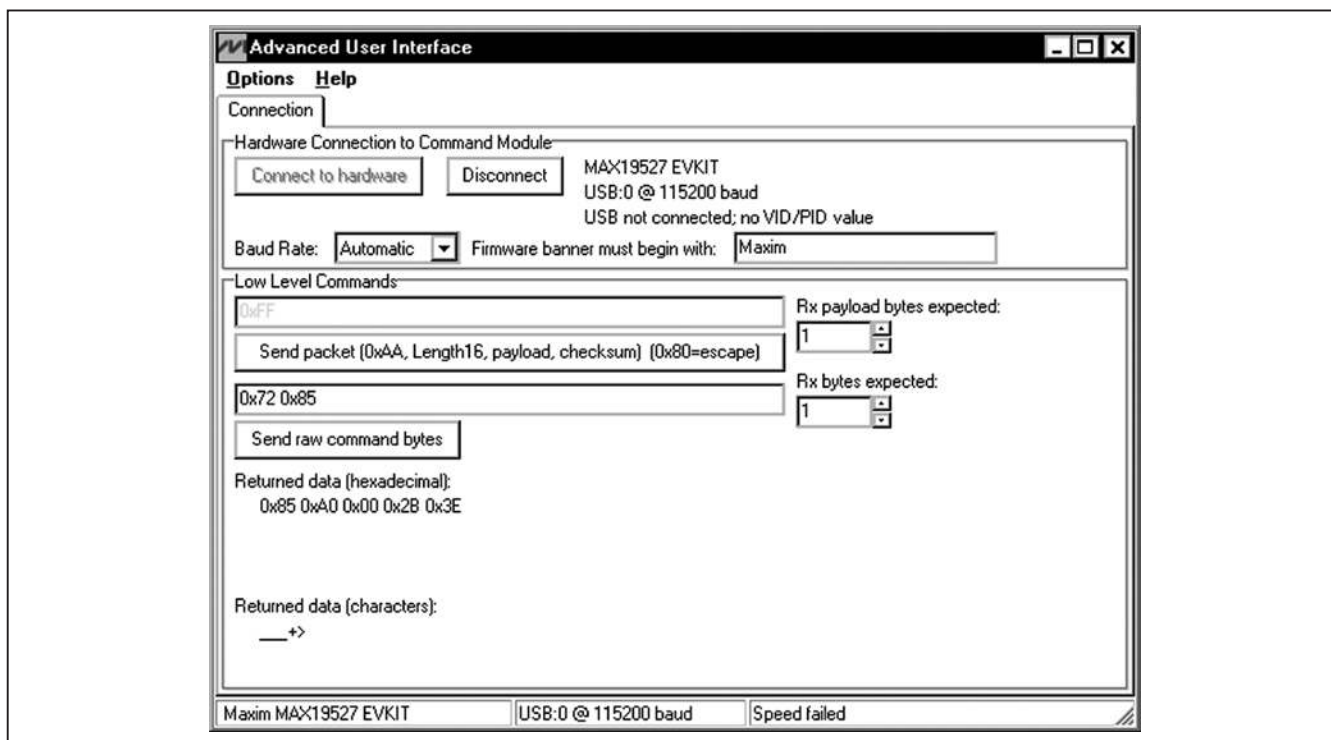 Advanced User Interface
Options Help
Connection
Hardware Connection to Command Module
Connect to hardware Disconnect MAX19527 EVKIT
USB:0 @ 115200 baud
USB not connected; no VID/PID value
Baud Rate: Automatic Firmware banner must begin with: Maxim
Low Level Commands
0xFF Rx payload bytes expected:
1
Send packet (0xAA, Length16, payload, checksum) (0x80=escape)
Rx bytes expected:
0x72 0x85 1
Send raw command bytes
Returned data (hexadecimal):
0x85 0xA0 0x00 0x2B 0x3E
Returned data (characters):
___+>
Maxim MAX19527 EVKIT USB:0 @ 115200 baud Speed failed